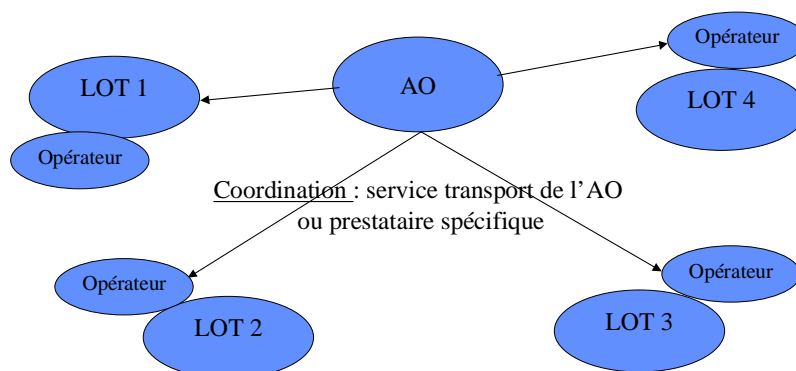 Opérateur
LOT 1
AO
LOT 4
Opérateur
Coordination : service transport de l’AO
ou prestataire spécifique
Opérateur
Opérateur
LOT 2
LOT 3